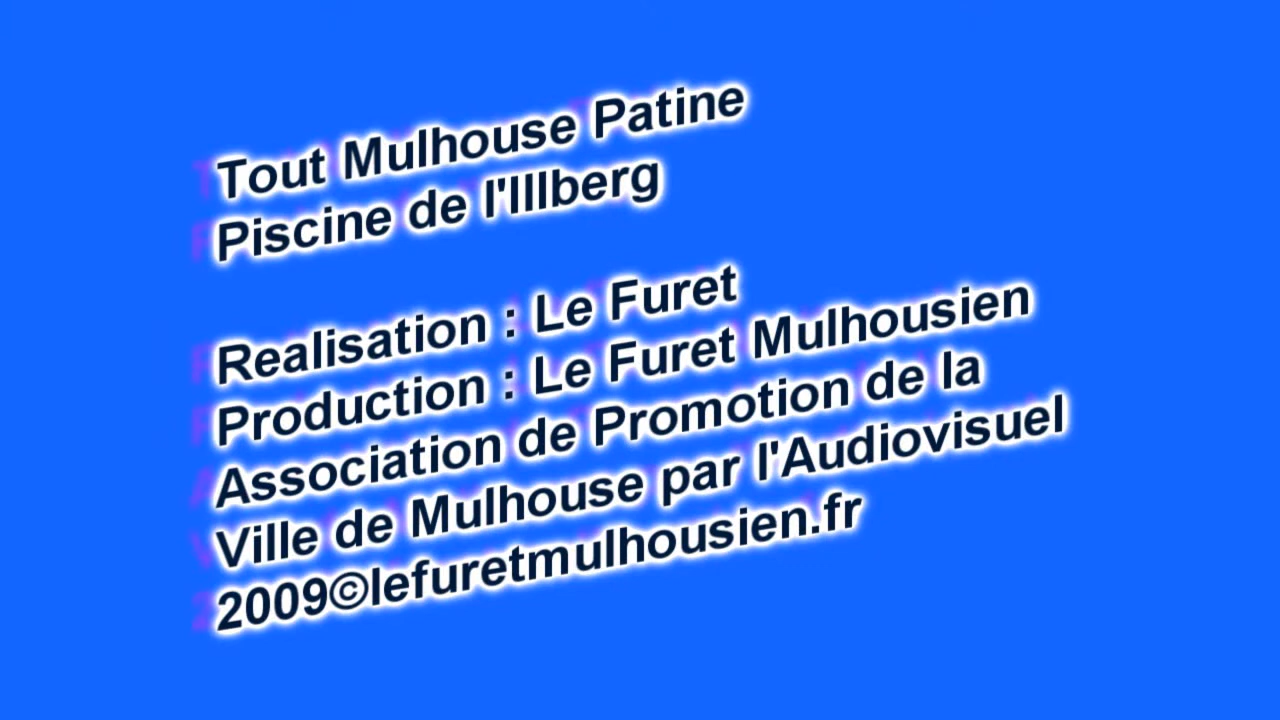 Tout Mulhouse Patine
Piscine de l'Illberg
Realisation : Le Furet
Production : Le Furet Mulhousien
Association de Promotion de la
Ville de Mulhouse par l'Audiovisuel
2009©lefuretmulhousien.fr